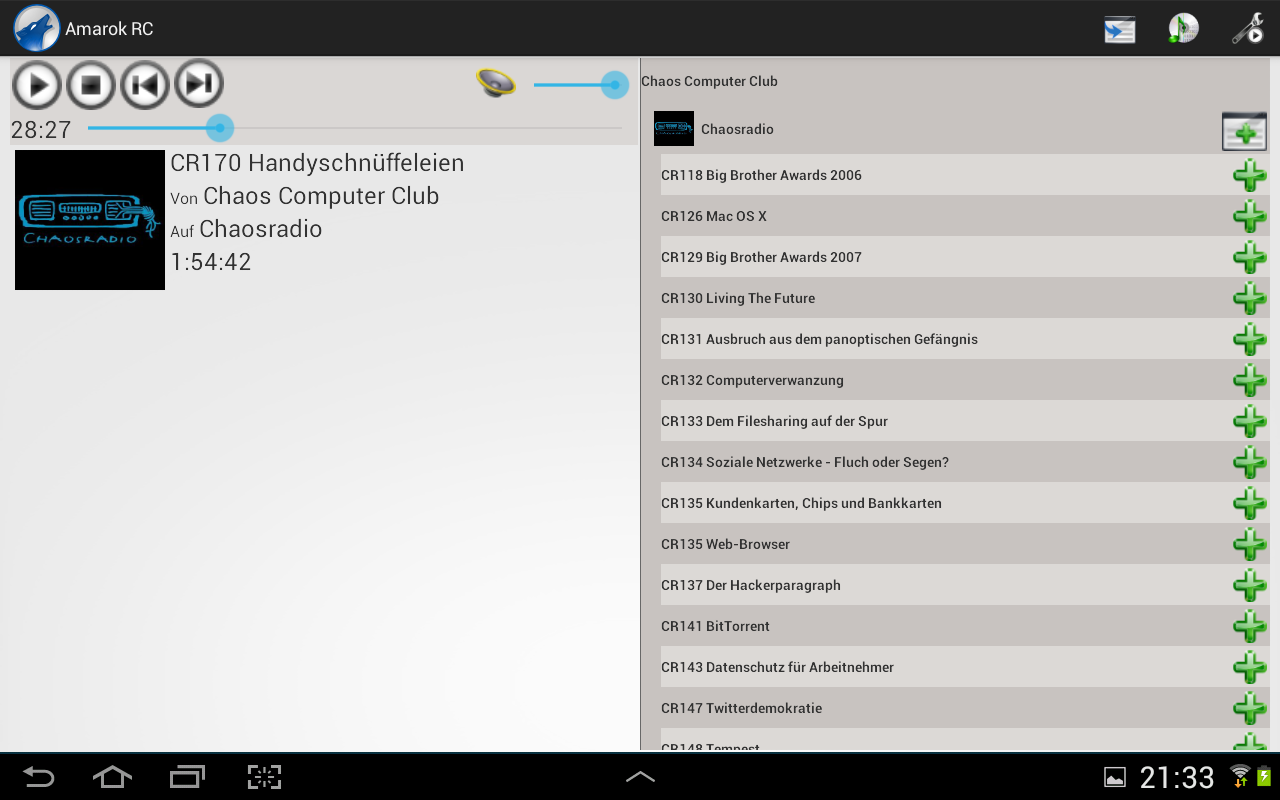 Amarok RC
28:27
CR170 Handyschnüffeleien
Von Chaos Computer Club
Auf Chaosradio
1:54:42
CHAOSRADIO
Chaos Computer Club
Chaosradio
CR118 Big Brother Awards 2006
CR126 Mac OS X
CR129 Big Brother Awards 2007
CR130 Living The Future
CR131 Ausbruch aus dem panoptischen Gefängnis
CR132 Computerverwanzung
CR133 Dem Filesharing auf der Spur
CR134 Soziale Netzwerke - Fluch oder Segen?
CR135 Kundenkarten, Chips und Bankkarten
CR135 Web-Browser
CR137 Der Hackerparagraph
CR141 BitTorrent
CR143 Datenschutz für Arbeitnehmer
CR147 Twitterdemokratie
CR148 Tempest
21:33